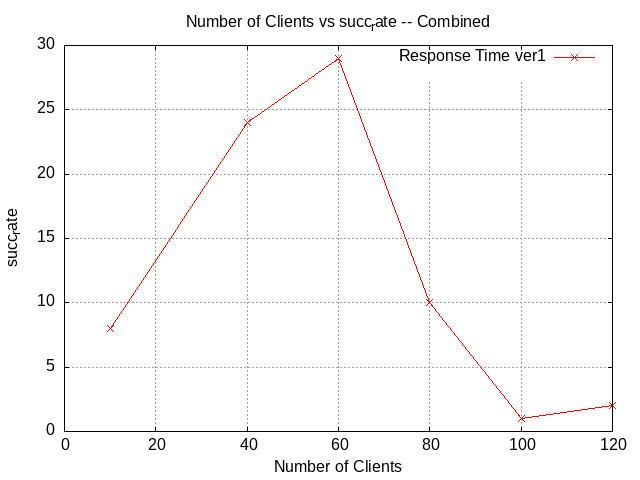 Number of Clients vs succrate -- Combined
Response Time ver1
30
25
20
15
10
5
0
succrate
0 20 40 60 80 100 120
Number of Clients